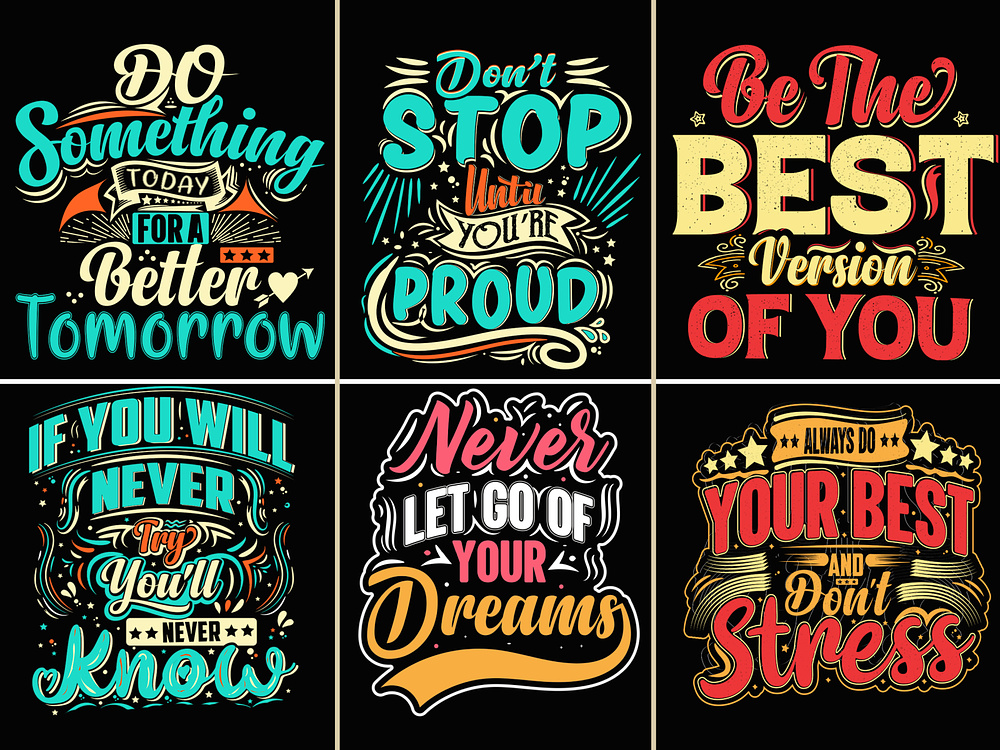 DO
Something
TODAY
FOR A
Better
Tomorrow
Don't
STOP
Until
YOU'RE
PROUD
Be The
BEST
Version
OF YOU
IF YOU WILL
NEVER
Try
You'll
NEVER
Know
Never
LET GO OF
YOUR
Dreams
ALWAYS DO
YOUR BEST
AND
Don't
Stress